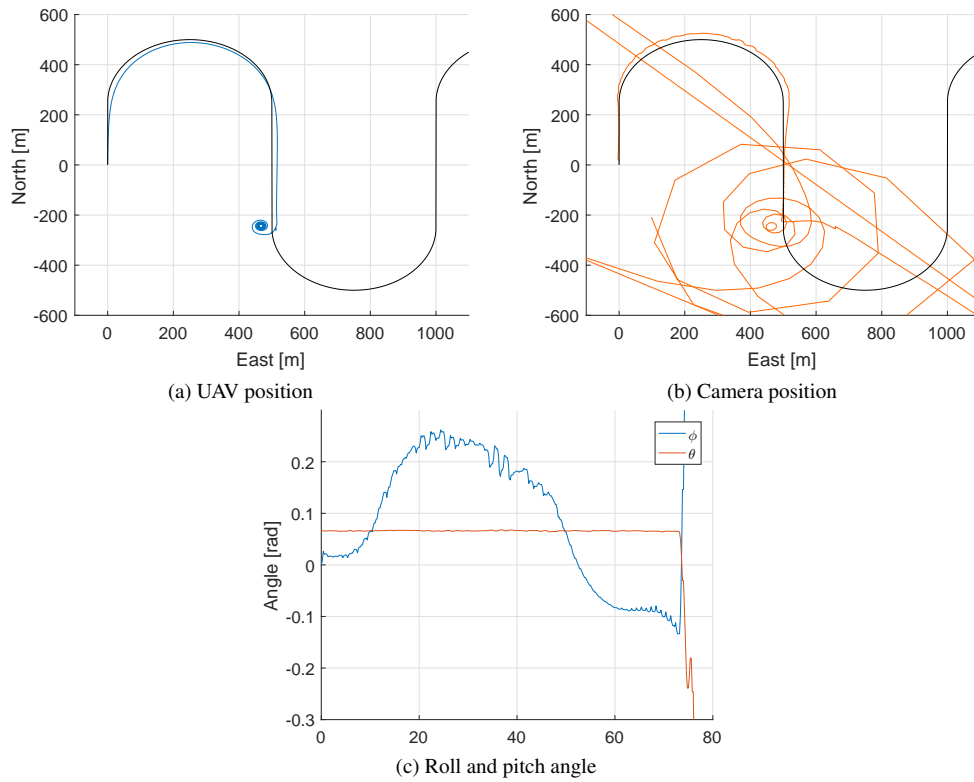 600
400
200
0
-200
-400
-600
0 200 400 600 800 1000
North [m]
East [m]
(a) UAV position
600
400
200
0
-200
-400
-600
0 200 400 600 800 1000
North [m]
East [m]
(b) Camera position
0.2
0.1
0
-0.1
-0.2
-0.3
0 20 40 60 80
Angle [rad]
ϕ
θ
(c) Roll and pitch angle